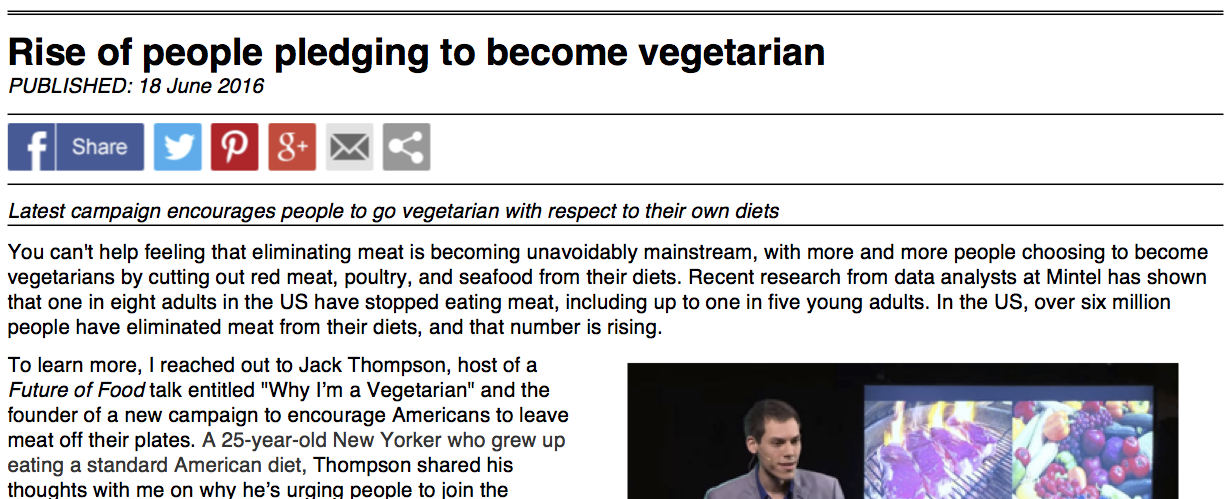 Rise of people pledging to become vegetarian
PUBLISHED: 18 June 2016
f Share
g+
Latest campaign encourages people to go vegetarian with respect to their own diets
You can't help feeling that eliminating meat is becoming unavoidably mainstream, with more and more people choosing to become
vegetarians by cutting out red meat, poultry, and seafood from their diets. Recent research from data analysts at Mintel has shown
that one in eight adults in the US have stopped eating meat, including up to one in five young adults. In the US, over six million
people have eliminated meat from their diets, and that number is rising.
To learn more, I reached out to Jack Thompson, host of a
Future of Food talk entitled "Why I’m a Vegetarian" and the
founder of a new campaign to encourage Americans to leave
meat off their plates. A 25-year-old New Yorker who grew up
eating a standard American diet, Thompson shared his
thoughts with me on why he’s urging people to join the